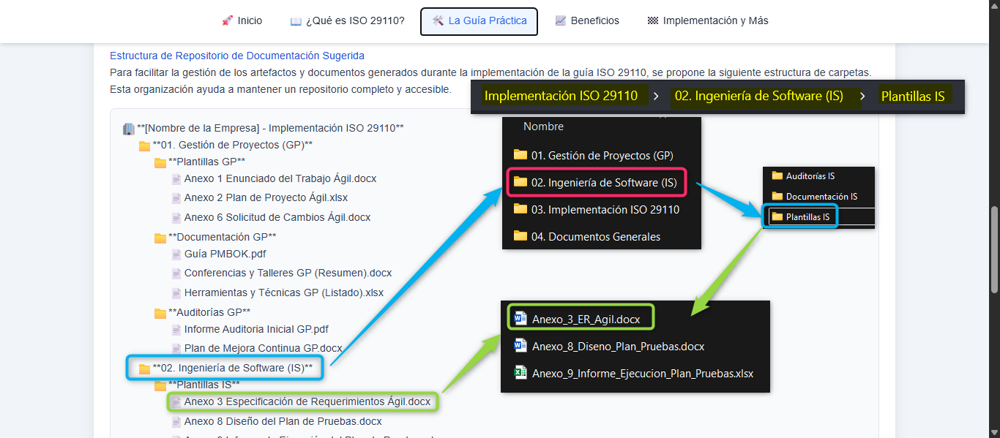 Inicio
¿Qué es ISO 29110?
La Guía Práctica
Beneficios
Implementación y Más
Estructura de Repositorio de Documentación Sugerida
Para facilitar la gestión de los artefactos y documentos generados durante la implementación de la guía ISO 29110, se propone la siguiente estructura de carpetas.
Esta organización ayuda a mantener un repositorio completo y accesible.
Implementación ISO 29110 > 02. Ingeniería de Software (IS) > Plantillas IS
**[Nombre de la Empresa] - Implementación ISO 29110**
**01. Gestión de Proyectos (GP)**
**Plantillas GP**
Anexo 1 Enunciado del Trabajo Ágil.docx
Anexo 2 Plan de Proyecto Ágil.xlsx
Anexo 6 Solicitud de Cambios Ágil.docx
**Documentación GP**
Guía PMBOK.pdf
Conferencias y Talleres GP (Resumen).docx
Herramientas y Técnicas GP (Listado).xlsx
**Auditorías GP**
Informe Auditoria Inicial GP.pdf
Plan de Mejora Continua GP.docx
**02. Ingeniería de Software (IS)**
**Plantillas IS**
Anexo 3 Especificación de Requerimientos Ágil.docx
Anexo 8 Diseño del Plan de Pruebas.docx
Nombre
01. Gestión de Proyectos (GP)
02. Ingeniería de Software (IS)
03. Implementación ISO 29110
04. Documentos Generales
Auditorías IS
Documentación IS
Plantillas IS
Anexo_3_ER_Agil.docx
Anexo_8_Diseno_Plan_Pruebas.docx
Anexo_9_Informe_Ejecucion_Plan_Pruebas.xlsx